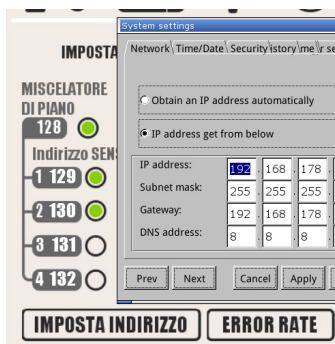 System settings
Network Time/Date Security istory me r se
IMPOSTA
MISCELATORE
DI PIANO
128
Indirizzo SEN
1 129
2 130
3 131
4 132
Obtain an IP address automatically
IP address get from below
IP address: 192 . 168 . 178 .
Subnet mask: 255 . 255 . 255 .
Gateway: 192 . 168 . 178 .
DNS address: 8 . 8 . 8 .
Prev Next Cancel Apply
IMPOSTA INDIRIZZO ERROR RATE